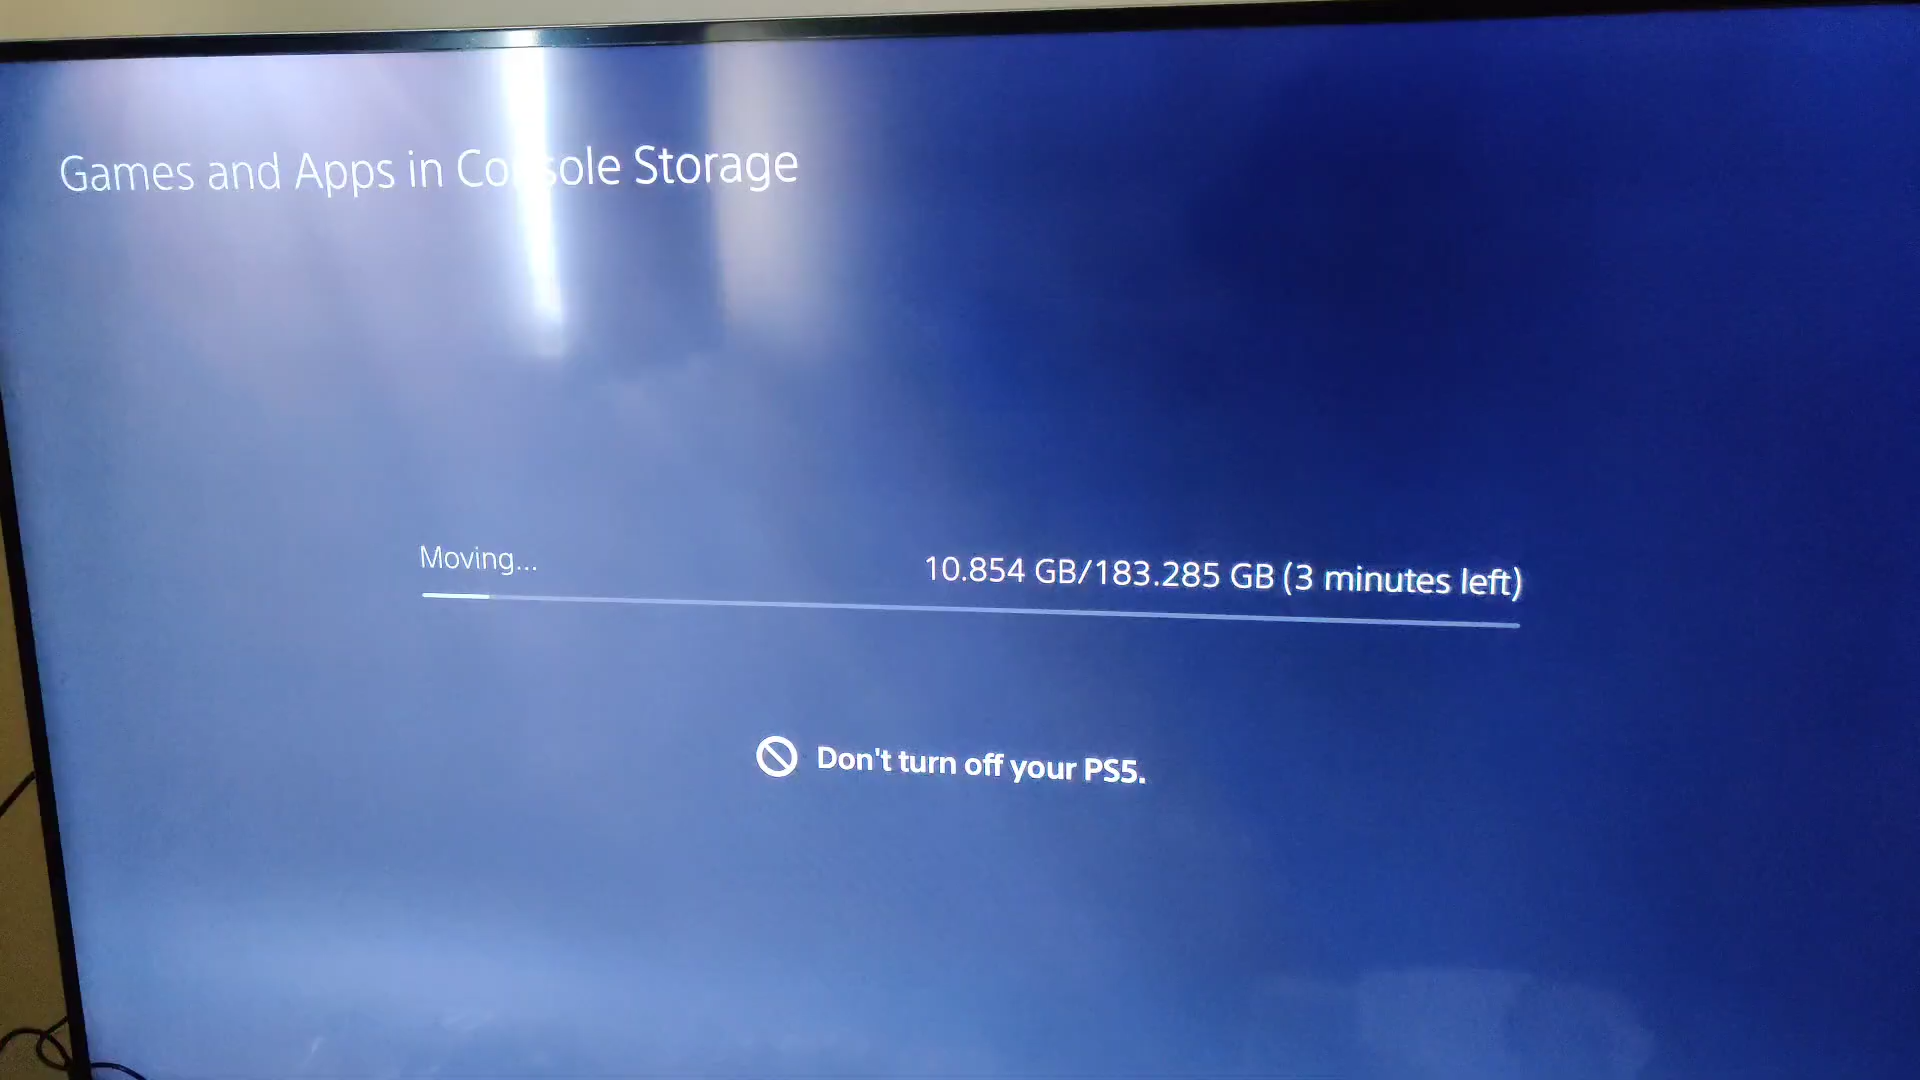 Games and Apps in Console Storage
Moving...
10.854 GB/183.285 GB (3 minutes left)
Don't turn off your PS5.